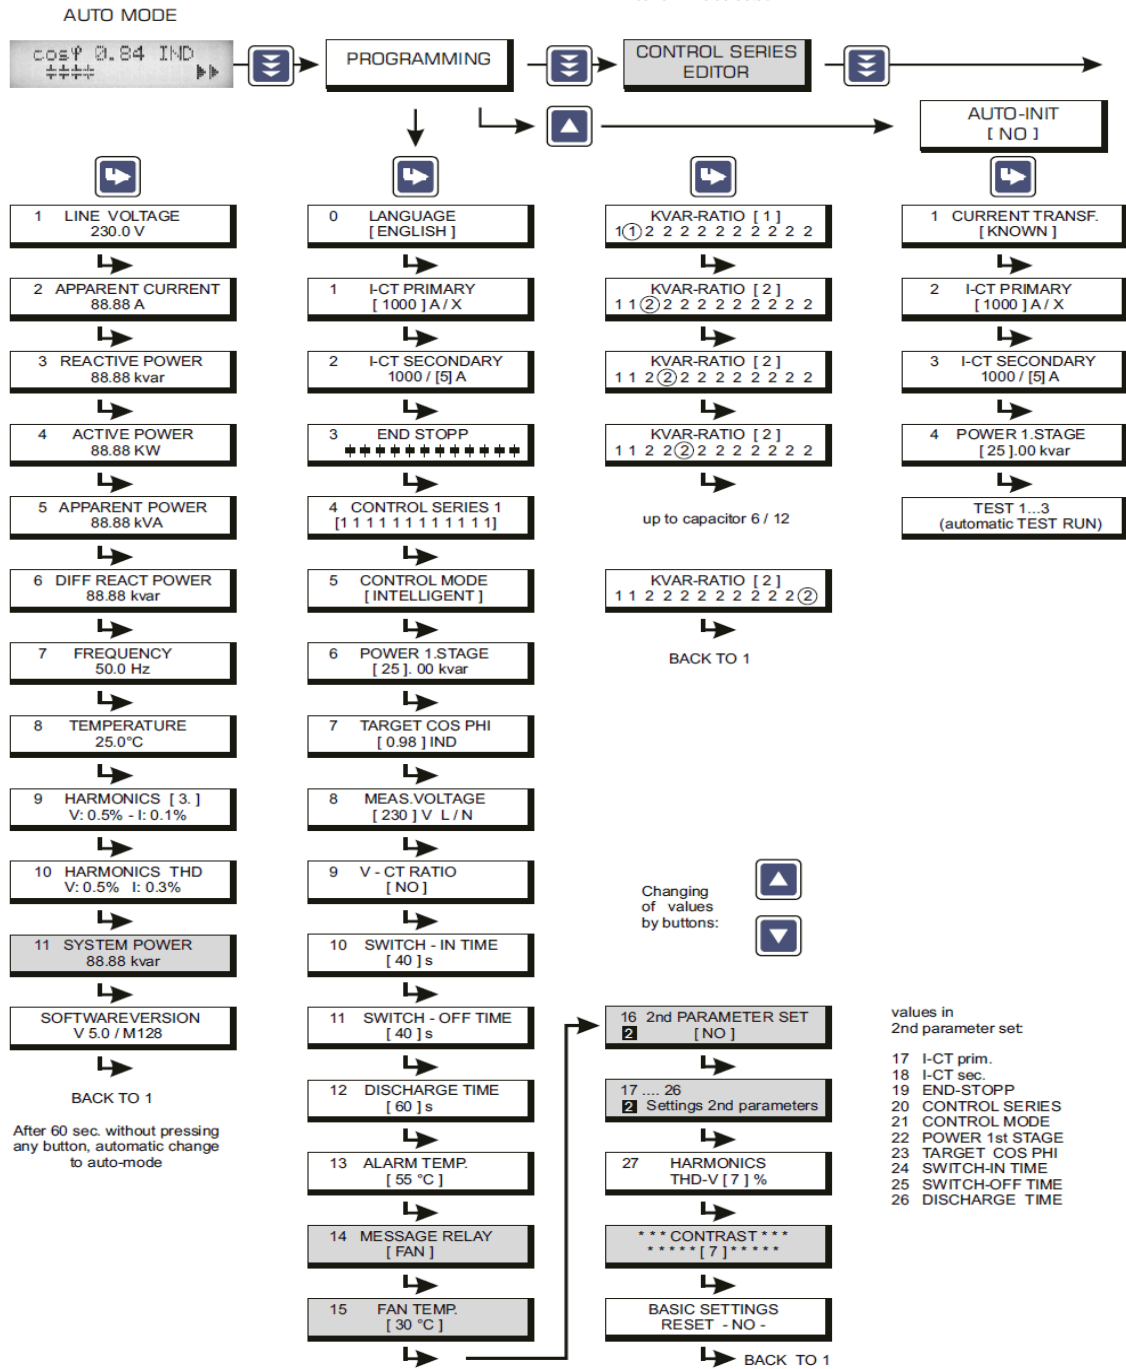 AUTO MODE
cosφ 0.84 IND
PROGRAMMING
CONTROL SERIES
EDITOR
AUTO-INIT
[ NO ]
1 LINE VOLTAGE
230.0 V
2 APPARENT CURRENT
88.88 A
3 REACTIVE POWER
88.88 kvar
4 ACTIVE POWER
88.88 KW
5 APPARENT POWER
88.88 kVA
6 DIFF REACT POWER
88.88 kvar
7 FREQUENCY
50.0 Hz
8 TEMPERATURE
25.0°C
9 HARMONICS [ 3. ]
V: 0.5% - I: 0.1%
10 HARMONICS THD
V: 0.5% I: 0.3%
11 SYSTEM POWER
88.88 kvar
SOFTWAREVERSION
V 5.0 / M128
BACK TO 1
After 60 sec. without pressing
any button, automatic change
to auto-mode
0 LANGUAGE
[ ENGLISH ]
1 I-CT PRIMARY
[ 1000 ] A / X
2 I-CT SECONDARY
1000 / [5] A
3 END STOPP
4 CONTROL SERIES 1
[1 1 1 1 1 1 1 1 1 1 1 1]
5 CONTROL MODE
[ INTELLIGENT ]
6 POWER 1.STAGE
[ 25 ]. 00 kvar
7 TARGET COS PHI
[ 0.98 ] IND
8 MEAS.VOLTAGE
[ 230 ] V L / N
9 V - CT RATIO
[ NO ]
10 SWITCH - IN TIME
[ 40 ] s
11 SWITCH - OFF TIME
[ 40 ] s
12 DISCHARGE TIME
[ 60 ] s
13 ALARM TEMP.
[ 55 °C ]
14 MESSAGE RELAY
[ FAN ]
15 FAN TEMP.
[ 30 °C ]
KVAR-RATIO [ 1 ]
1 1 2 2 2 2 2 2 2 2 2 2
KVAR-RATIO [ 2 ]
1 1 2 2 2 2 2 2 2 2 2 2
KVAR-RATIO [ 2 ]
1 1 2 2 2 2 2 2 2 2 2 2
KVAR-RATIO [ 2 ]
1 1 2 2 2 2 2 2 2 2 2 2
up to capacitor 6 / 12
KVAR-RATIO [ 2 ]
1 1 2 2 2 2 2 2 2 2 2 2
BACK TO 1
1 CURRENT TRANSF.
[ KNOWN ]
2 I-CT PRIMARY
[ 1000 ] A / X
3 I-CT SECONDARY
1000 / [5] A
4 POWER 1.STAGE
[ 25 ].00 kvar
TEST 1...3
(automatic TEST RUN)
Changing
of values
by buttons:
16 2nd PARAMETER SET
2 [ NO ]
17 .... 26
2 Settings 2nd parameters
27 HARMONICS
THD-V [ 7 ] %
* * * CONTRAST * * *
* * * * * [ 7 ] * * * * *
BASIC SETTINGS
RESET - NO -
BACK TO 1
values in
2nd parameter set:
17 I-CT prim.
18 I-CT sec.
19 END-STOPP
20 CONTROL SERIES
21 CONTROL MODE
22 POWER 1st STAGE
23 TARGET COS PHI
24 SWITCH-IN TIME
25 SWITCH-OFF TIME
26 DISCHARGE TIME